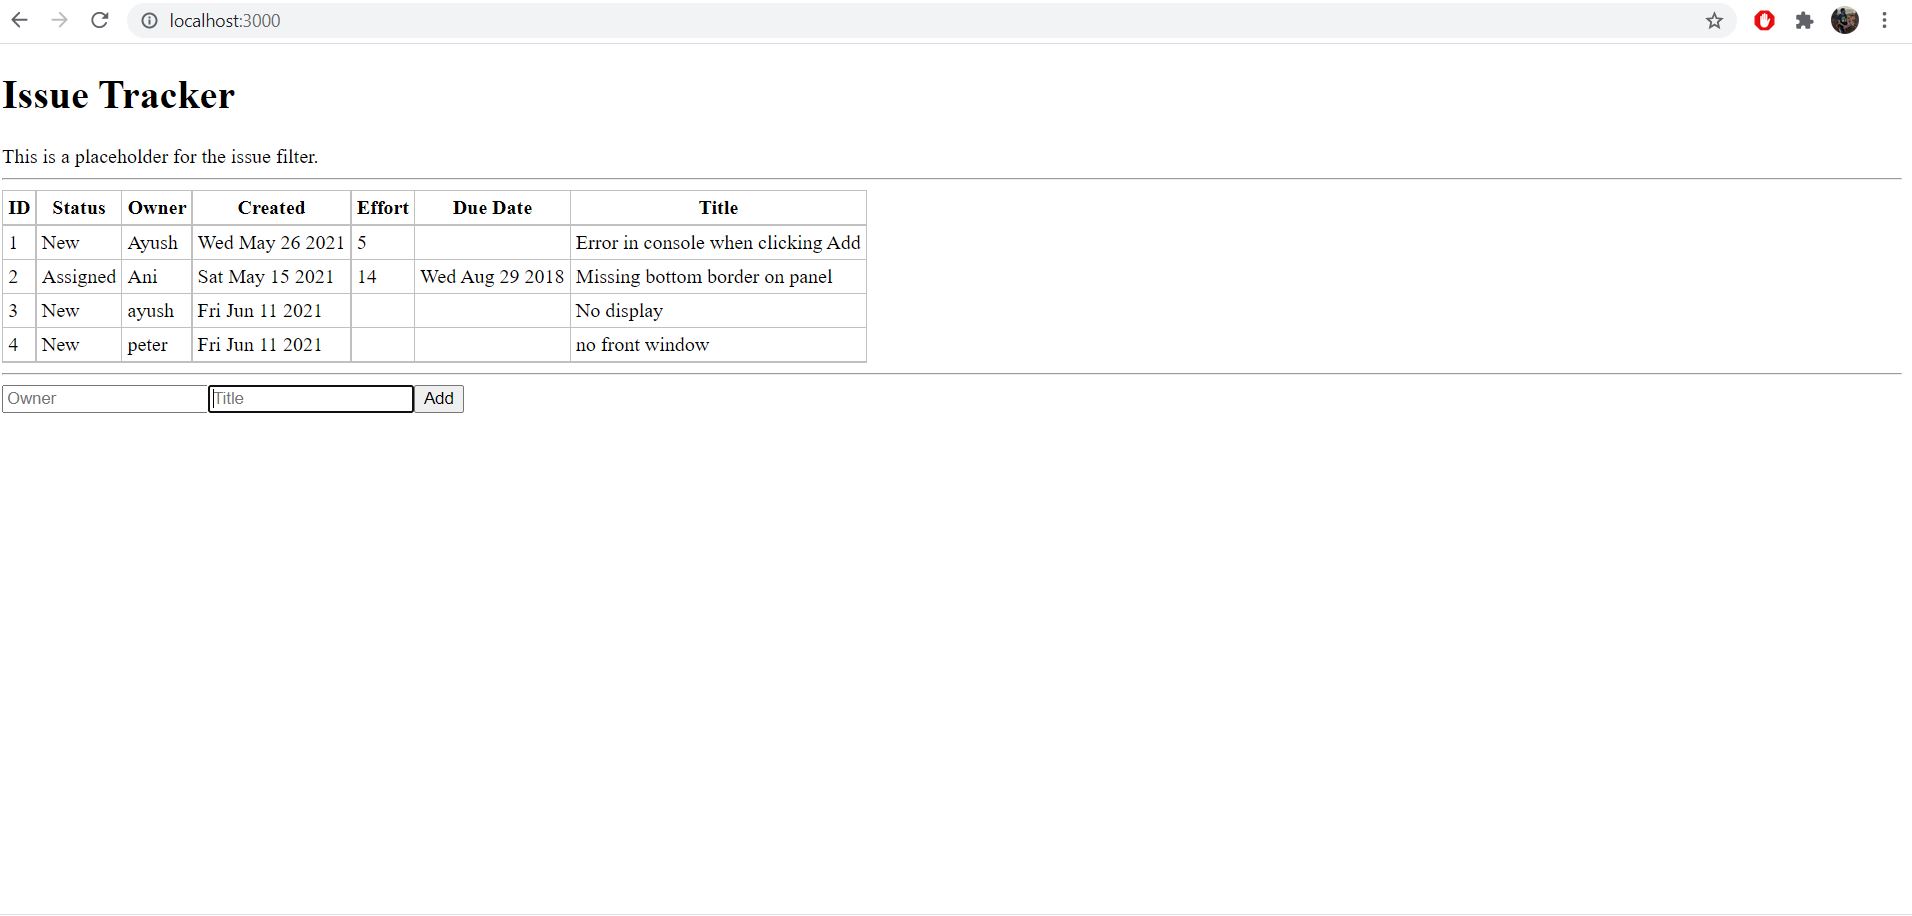 localhost:3000
Issue Tracker
This is a placeholder for the issue filter.
ID Status Owner Created Effort Due Date Title
1 New Ayush Wed May 26 2021 5 Error in console when clicking Add
2 Assigned Ani Sat May 15 2021 14 Wed Aug 29 2018 Missing bottom border on panel
3 New ayush Fri Jun 11 2021 No display
4 New peter Fri Jun 11 2021 no front window
Owner Title Add